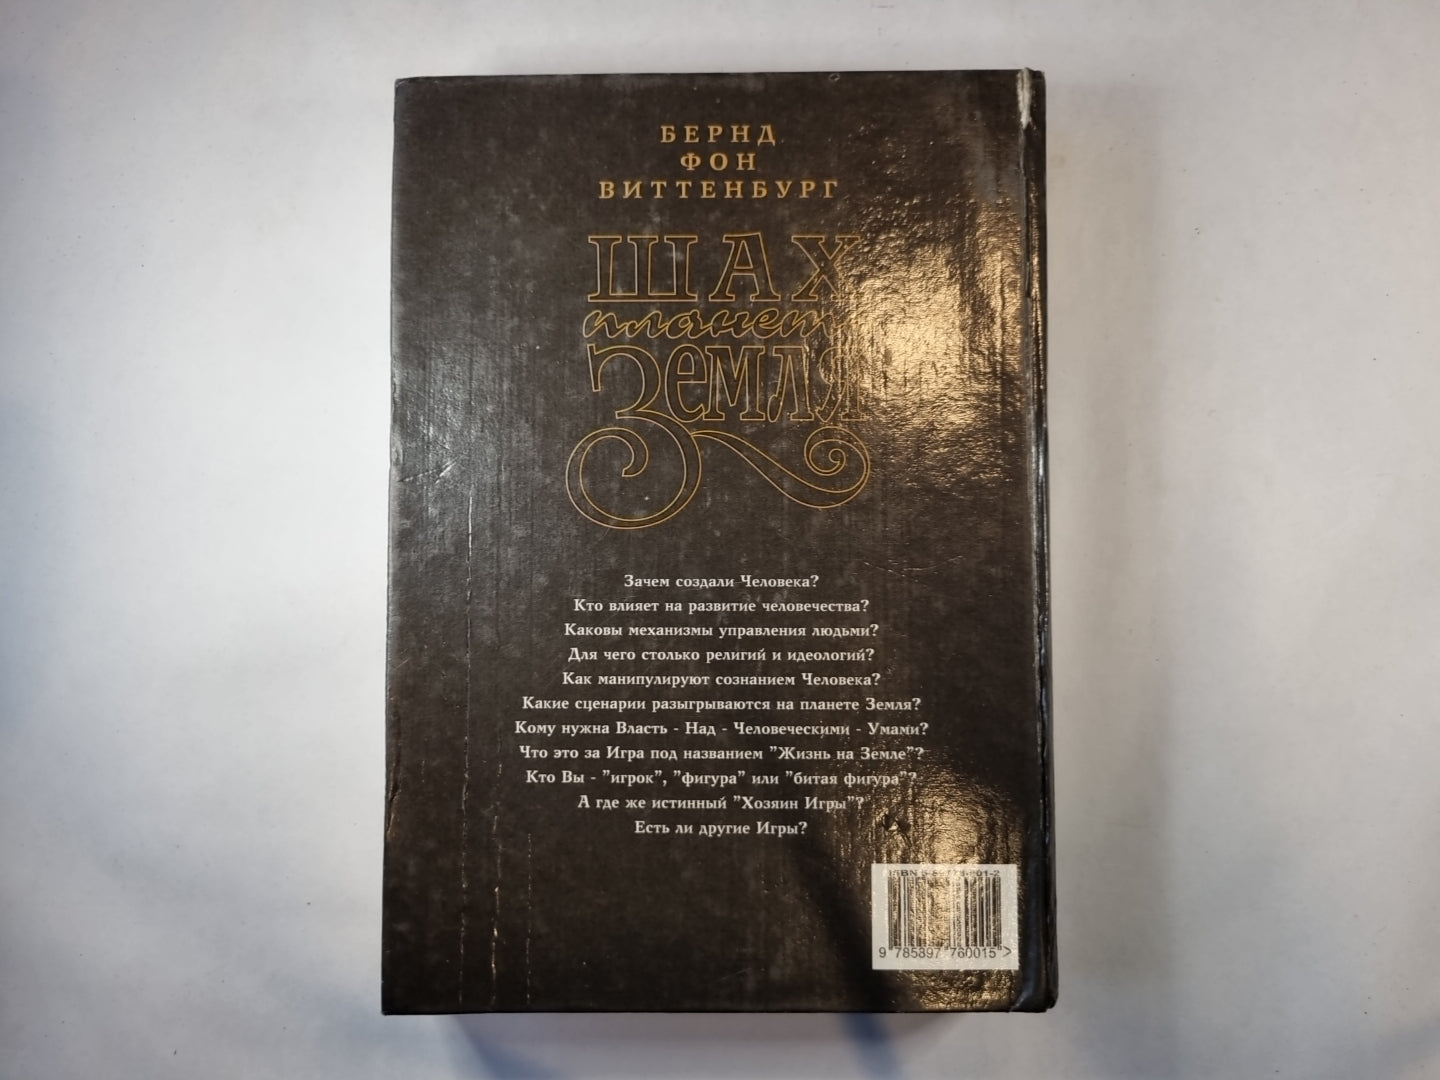 БЕРНД
ФОН
ВИТТЕНБУРГ
ШАХ
ЗЕМЛЯ
Зачем создали Человека?
Кто влияет на развитие человечества?
Каковы механизмы управления людьми?
Для чего столько религий и идеологий?
Как манипулируют сознанием Человека?
Какие сценарии разыгрываются на планете Земля?
Кому нужна Власть - Над - Человеческими - Умами?
Что это за Игра под названием "Жизнь на Земле"?
Кто Вы - "игрок", "фигура" или "битая фигура"?
А где же истинный "Хозяин Игры"?
Есть ли другие Игры?
ISBN
9 785897 760015 >